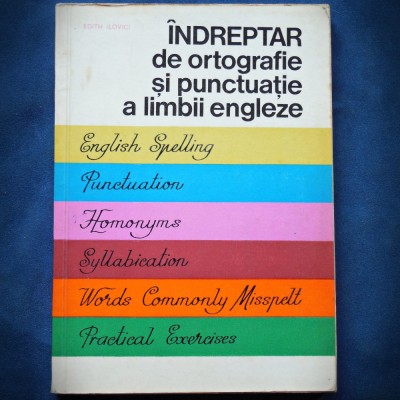 ÎNDREPTAR
de ortografie
și punctuație
a limbii engleze
English Spelling
Punctuation
Homonyms
Syllabication
Words Commonly Misspelt
Practical Exercises